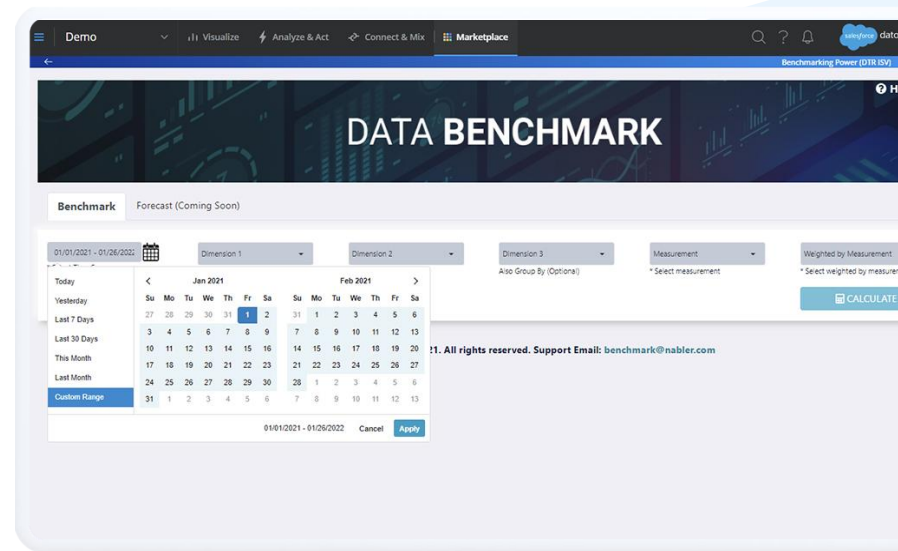 Demo Visualize Analyze & Act Connect & Mix Marketplace salesforce dato
Benchmarking Power (DTR ISV)
H
DATA BENCHMARK
Benchmark Forecast (Coming Soon)
01/01/2021 - 01/26/2022 Dimension 1 Dimension 2 Dimension 3 Measurement Weighted by Measurement
Also Group By (Optional) * Select measurement * Select weighted by measurer
CALCULATE
Today
Yesterday
Last 7 Days
Last 30 Days
This Month
Last Month
Custom Range
Jan 2021
Su Mo Tu We Th Fr Sa
27 28 29 30 31 1 2
3 4 5 6 7 8 9
10 11 12 13 14 15 16
17 18 19 20 21 22 23
24 25 26 27 28 29 30
31 1 2 3 4 5 6
Feb 2021
Su Mo Tu We Th Fr Sa
31 1 2 3 4 5 6
7 8 9 10 11 12 13
14 15 16 17 18 19 20
21 22 23 24 25 26 27
28 1 2 3 4 5 6
7 8 9 10 11 12 13
01/01/2021 - 01/26/2022 Cancel Apply
21. All rights reserved. Support Email: benchmark@nabler.com